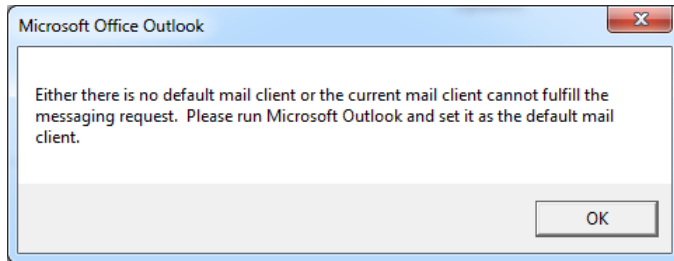 Microsoft Office Outlook
Either there is no default mail client or the current mail client cannot fulfill the
messaging request.  Please run Microsoft Outlook and set it as the default mail
client.
OK